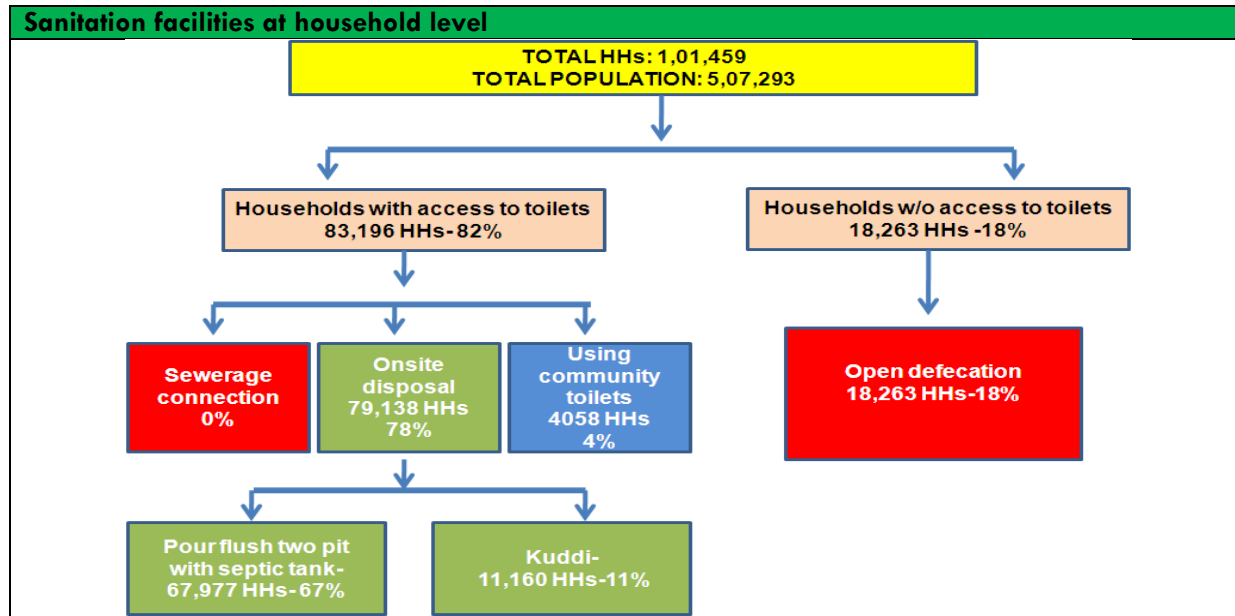 Sanitation facilities at household level
TOTAL HHs: 1,01,459
TOTAL POPULATION: 5,07,293
Households with access to toilets
83,196 HHs- 82%
Households w/o access to toilets
18,263 HHs -18%
Sewerage
connection
0%
Onsite
disposal
79,138 HHs
78%
Using
community
toilets
4058 HHs
4%
Open defecation
18,263 HHs-18%
Pour flush two pit
with septic tank-
67,977 HHs- 67%
Kuddi-
11,160 HHs-11%